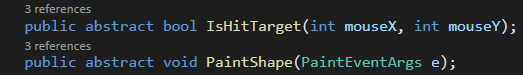 3 references
public abstract bool IsHitTarget(int mouseX, int mouseY);
3 references
public abstract void PaintShape(PaintEventArgs e);